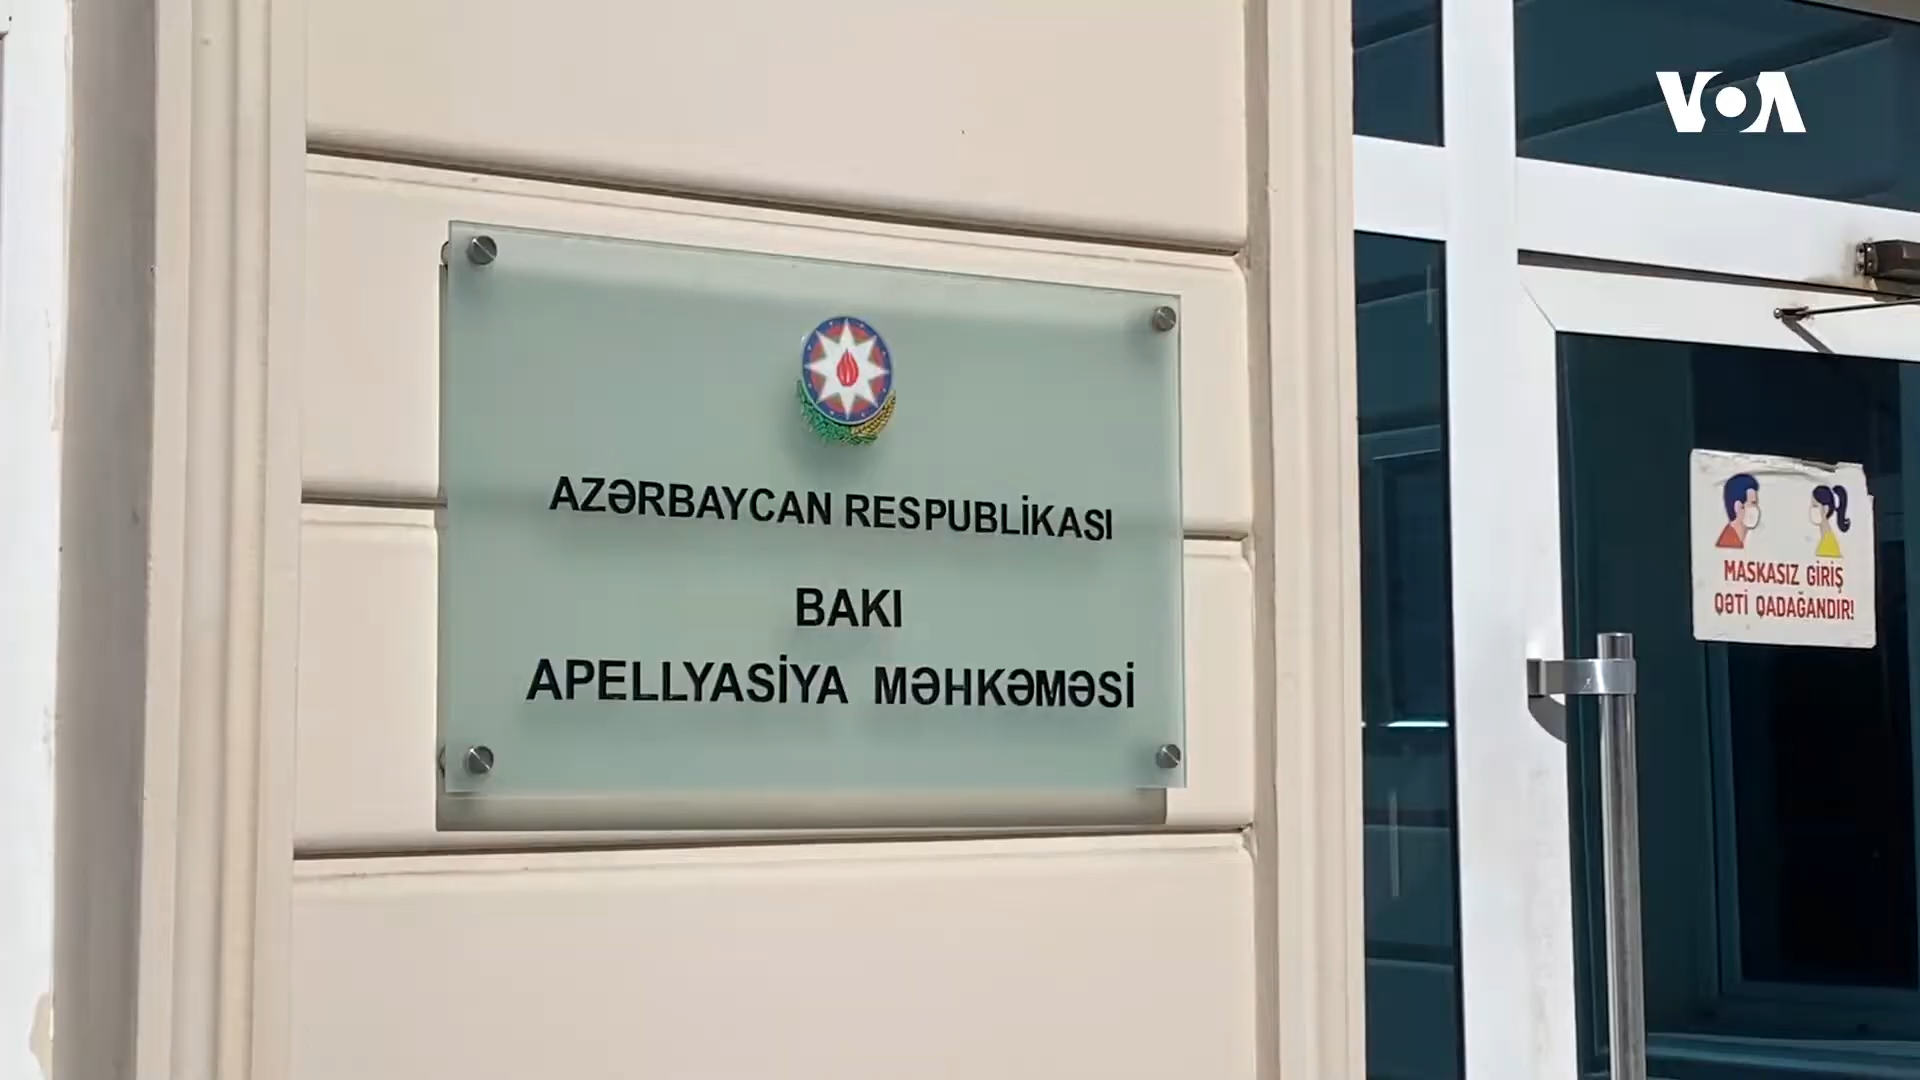 VOA
AZƏRBAYCAN RESPUBLİKASI
BAKI
APELLYASİYA MƏHKƏMƏSİ
MASKASIZ GİRİŞ
QƏTİ QADAĞANDIR!